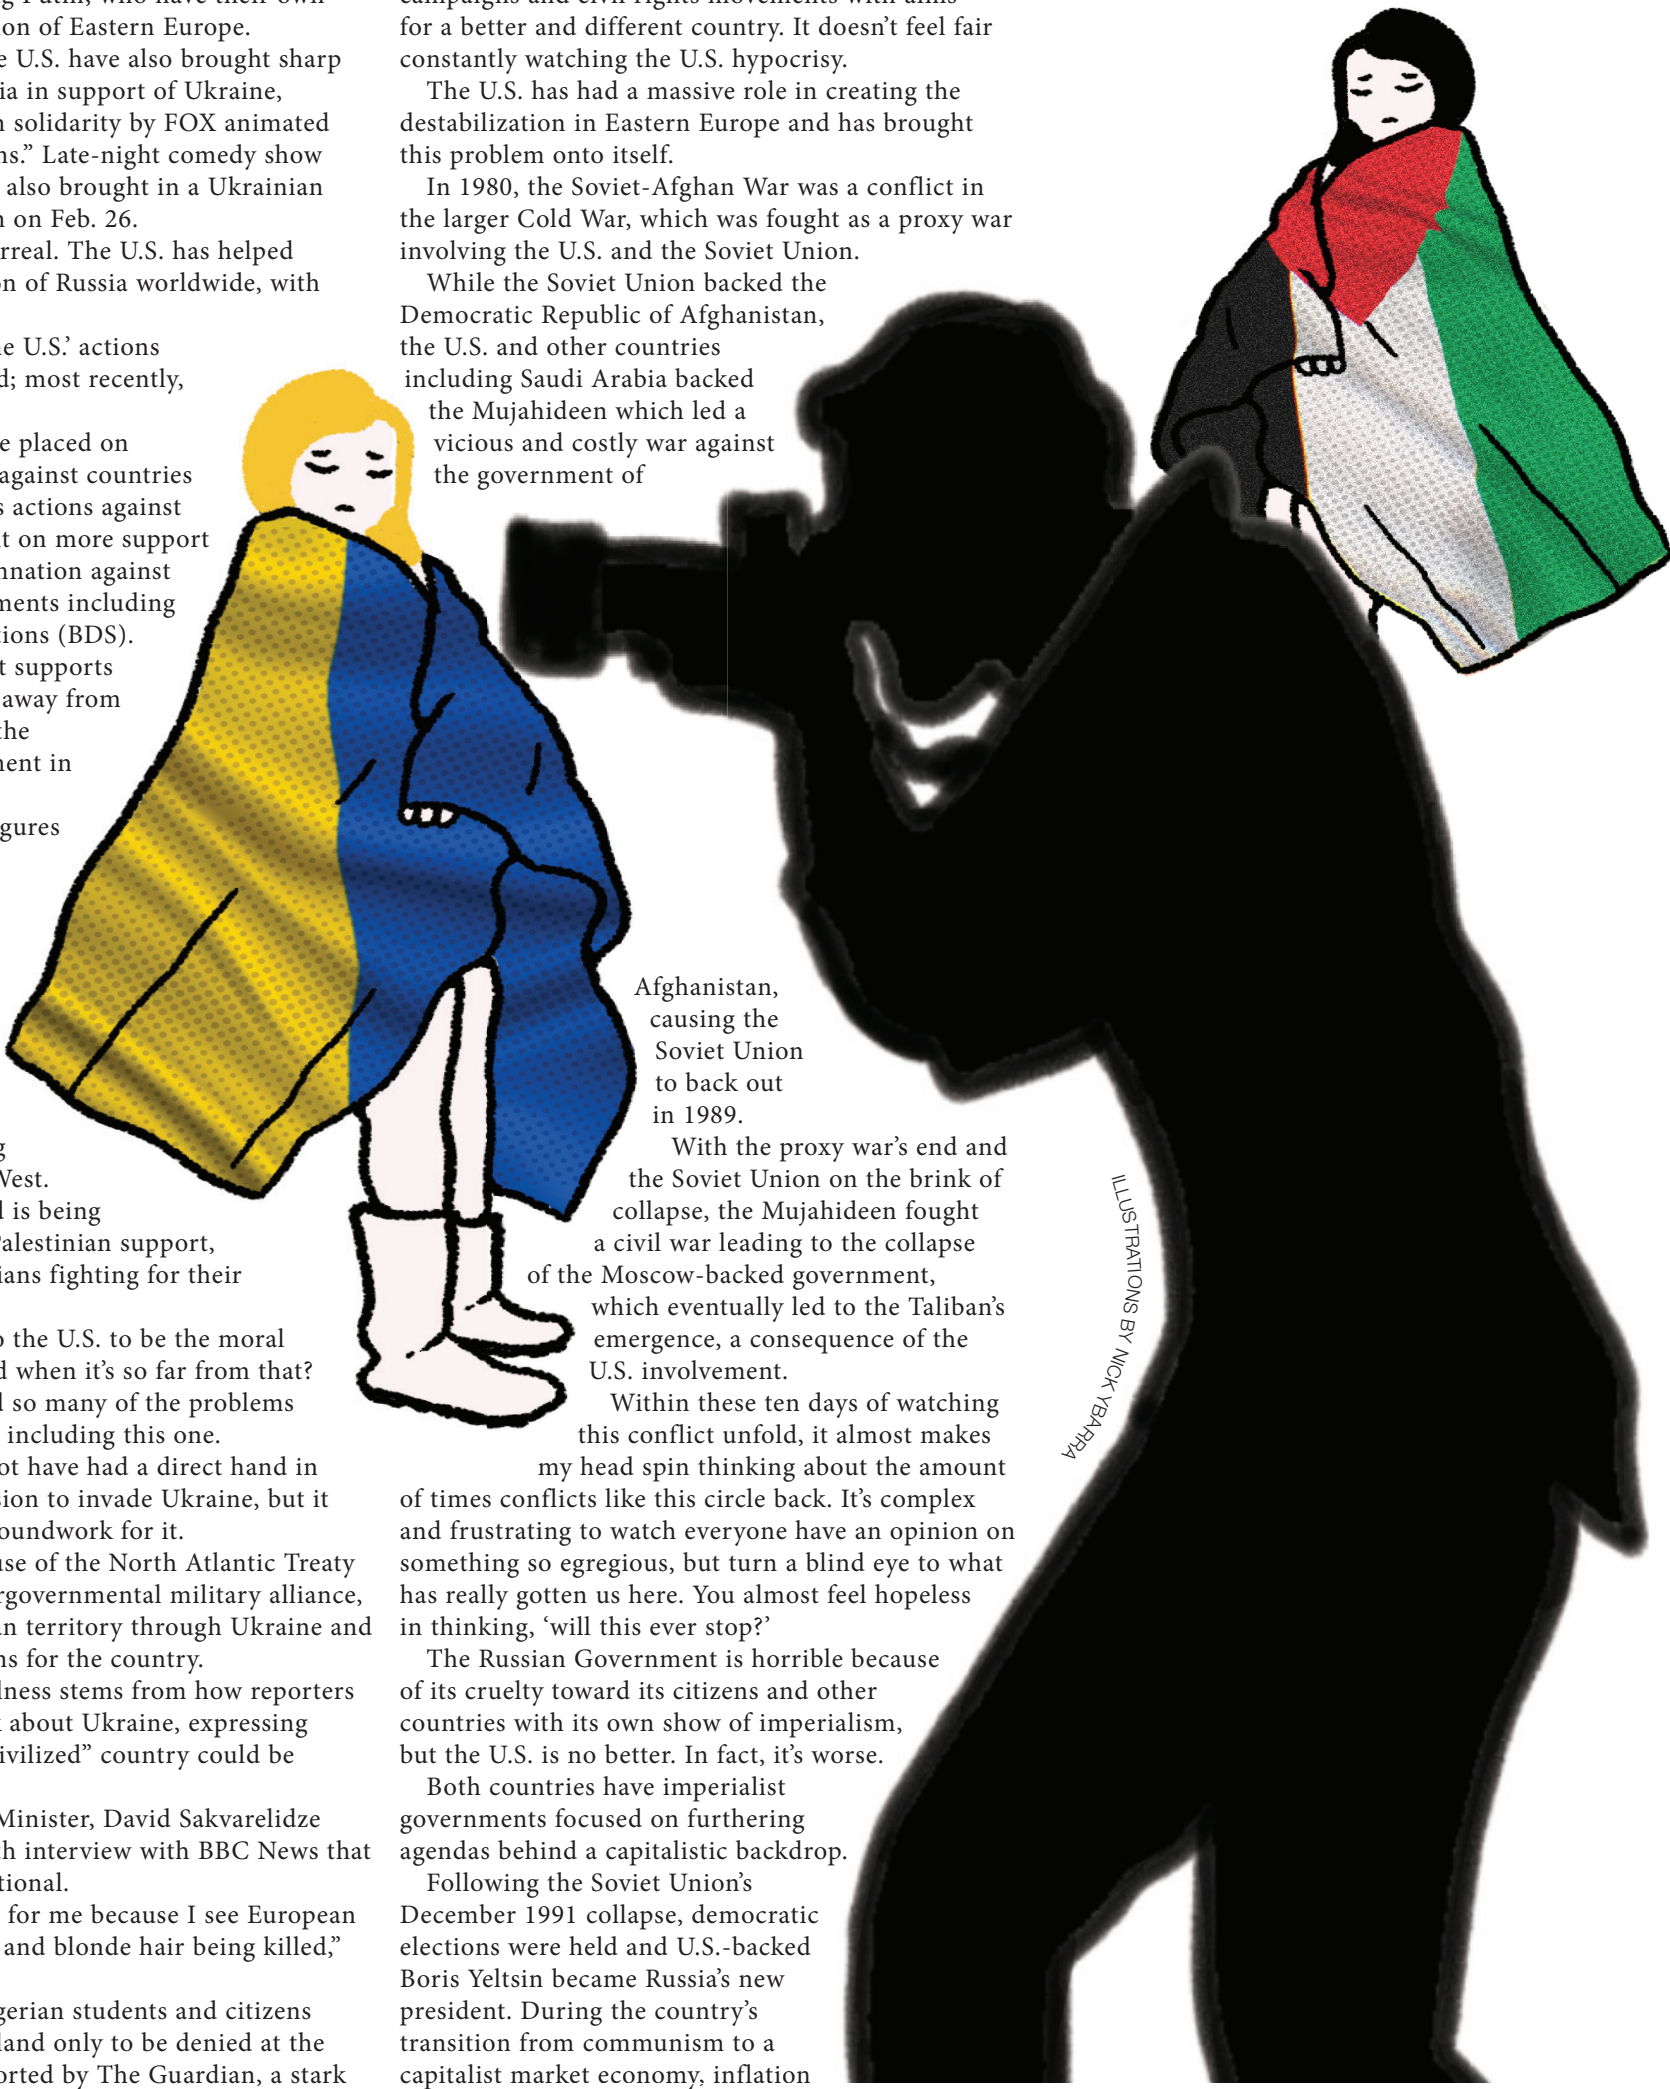 on of Eastern Europe.
e U.S. have also brought sharp
ia in support of Ukraine,
n solidarity by FOX animated
ns.” Late-night comedy show
also brought in a Ukrainian
n on Feb. 26.
rreal. The U.S. has helped
on of Russia worldwide, with
ne U.S.’ actions
d; most recently,
e placed on
against countries
s actions against
t on more support
nnation against
ments including
tions (BDS).
t supports
away from
the
ment in
gures
g
West.
d is being
Palestinian support,
ians fighting for their
o the U.S. to be the moral
d when it’s so far from that?
d so many of the problems
including this one.
ot have had a direct hand in
sion to invade Ukraine, but it
oundwork for it.
use of the North Atlantic Treaty
rgovernmental military alliance,
an territory through Ukraine and
ns for the country.
lness stems from how reporters
k about Ukraine, expressing
ivilized” country could be
Minister, David Sakvarelidze
th interview with BBC News that
tional.
for me because I see European
and blonde hair being killed,”
gerian students and citizens
land only to be denied at the
orted by The Guardian, a stark
campaigns and civil rights movements with aims
for a better and different country. It doesn’t feel fair
constantly watching the U.S. hypocrisy.
The U.S. has had a massive role in creating the
destabilization in Eastern Europe and has brought
this problem onto itself.
In 1980, the Soviet-Afghan War was a conflict in
the larger Cold War, which was fought as a proxy war
involving the U.S. and the Soviet Union.
While the Soviet Union backed the
Democratic Republic of Afghanistan,
the U.S. and other countries
including Saudi Arabia backed
the Mujahideen which led a
vicious and costly war against
the government of
Afghanistan,
causing the
Soviet Union
to back out
in 1989.
With the proxy war’s end and
the Soviet Union on the brink of
collapse, the Mujahideen fought
a civil war leading to the collapse
of the Moscow-backed government,
which eventually led to the Taliban’s
emergence, a consequence of the
U.S. involvement.
Within these ten days of watching
this conflict unfold, it almost makes
my head spin thinking about the amount
of times conflicts like this circle back. It’s complex
and frustrating to watch everyone have an opinion on
something so egregious, but turn a blind eye to what
has really gotten us here. You almost feel hopeless
in thinking, ‘will this ever stop?’
The Russian Government is horrible because
of its cruelty toward its citizens and other
countries with its own show of imperialism,
but the U.S. is no better. In fact, it’s worse.
Both countries have imperialist
governments focused on furthering
agendas behind a capitalistic backdrop.
Following the Soviet Union’s
December 1991 collapse, democratic
elections were held and U.S.-backed
Boris Yeltsin became Russia’s new
president. During the country’s
transition from communism to a
capitalist market economy, inflation
ILLUSTRATIONS BY NICK YBARRA